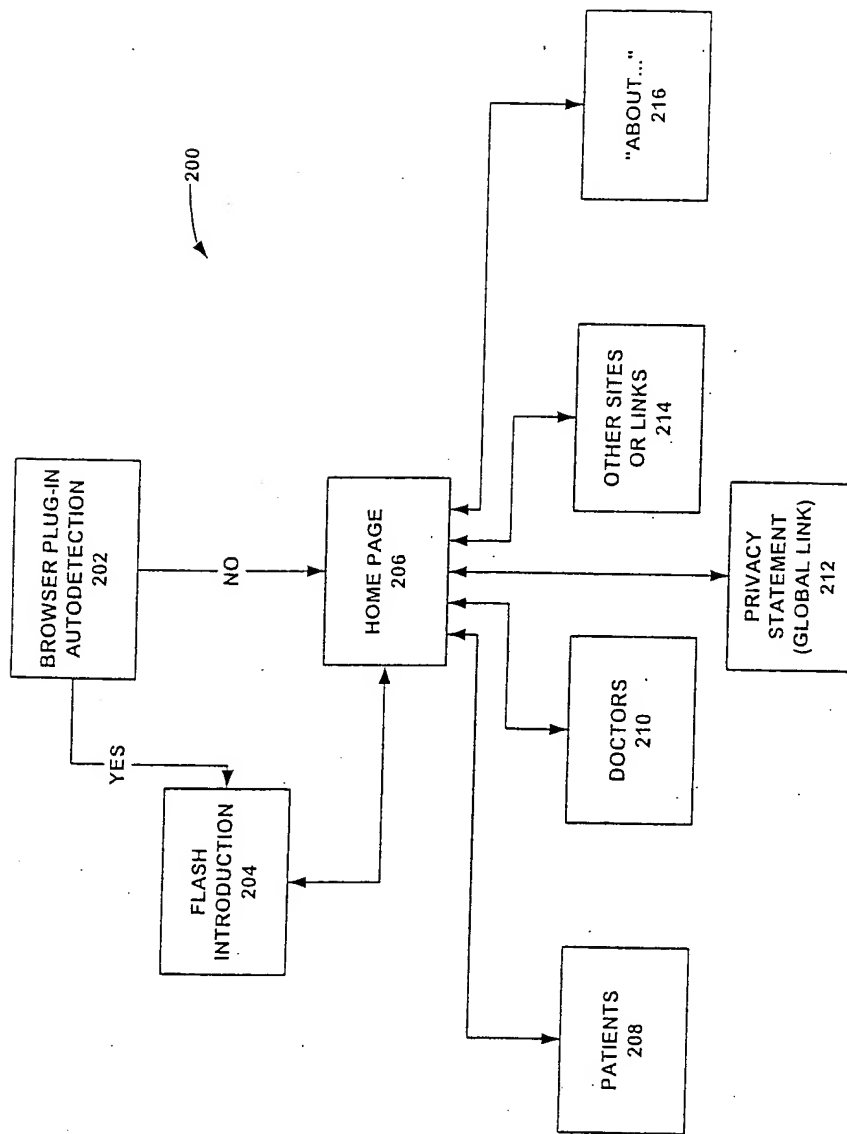 200
BROWSER PLUG-IN
AUTODETECTION
202
YES
NO
FLASH
INTRODUCTION
204
HOME PAGE
206
PATIENTS
208
DOCTORS
210
PRIVACY
STATEMENT
(GLOBAL LINK)
212
OTHER SITES
OR LINKS
214
"ABOUT..."
216